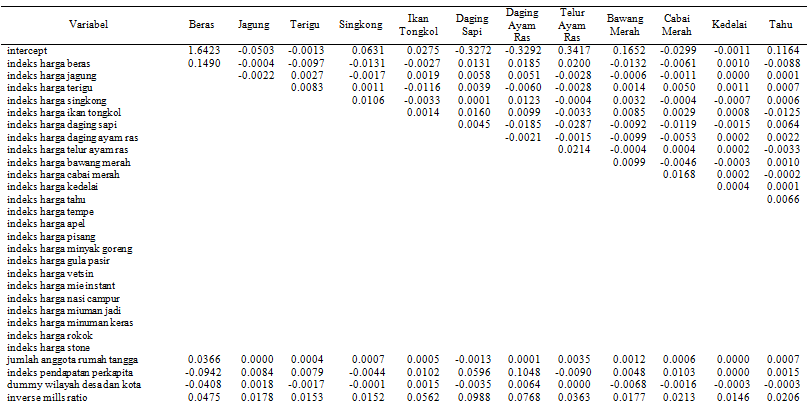 Variabel Beras Jagung Terigu Singkong Ikan Tongkol Daging Sapi Daging Ayam Ras Telur Ayam Ras Bawang Merah Cabai Merah Kedelai Tahu
intercept 1.6423 -0.0503 -0.0013 0.0631 0.0275 -0.3272 -0.3292 0.3417 0.1652 -0.0299 -0.0011 0.1164
indeks harga beras 0.1490 -0.0004 -0.0097 -0.0131 -0.0027 0.0131 0.0185 0.0200 -0.0132 -0.0061 0.0010 -0.0088
indeks harga jagung -0.0022 0.0027 -0.0017 0.0019 0.0058 0.0051 -0.0028 -0.0006 -0.0011 0.0000 0.0001
indeks harga terigu 0.0083 0.0011 -0.0116 0.0039 -0.0060 -0.0028 0.0014 0.0050 0.0011 0.0007
indeks harga singkong 0.0106 -0.0033 0.0001 0.0123 -0.0004 0.0032 -0.0004 -0.0007 0.0006
indeks harga ikan tongkol 0.0014 0.0160 0.0099 -0.0033 0.0085 0.0029 0.0008 -0.0125
indeks harga daging sapi 0.0045 -0.0185 -0.0287 -0.0092 -0.0119 -0.0015 0.0064
indeks harga daging ayam ras -0.0021 -0.0015 -0.0099 -0.0053 0.0002 0.0022
indeks harga telur ayam ras 0.0214 -0.0004 0.0004 0.0002 -0.0033
indeks harga bawang merah 0.0099 -0.0046 -0.0003 0.0010
indeks harga cabai merah 0.0168 0.0002 -0.0002
indeks harga kedelai 0.0004 0.0001
indeks harga tahu 0.0066
indeks harga tempe
indeks harga apel
indeks harga pisang
indeks harga minyak goreng
indeks harga gula pasir
indeks harga vetsin
indeks harga mie instant
indeks harga nasi campur
indeks harga miuman jadi
indeks harga minuman keras
indeks harga rokok
indeks harga stone
jumlah anggota rumah tangga 0.0366 0.0000 0.0004 0.0007 0.0005 -0.0013 0.0001 0.0035 0.0012 0.0006 0.0000 0.0007
indeks pendapatan perkapita -0.0942 0.0084 0.0079 -0.0044 0.0102 0.0596 0.1048 -0.0090 0.0048 0.0103 0.0000 0.0015
dummy wilayah desa dan kota -0.0408 0.0018 -0.0017 -0.0001 0.0015 -0.0035 0.0064 0.0000 -0.0068 -0.0016 -0.0003 -0.0003
inverse mills ratio 0.0475 0.0178 0.0153 0.0152 0.0562 0.0988 0.0768 0.0363 0.0177 0.0213 0.0146 0.0206